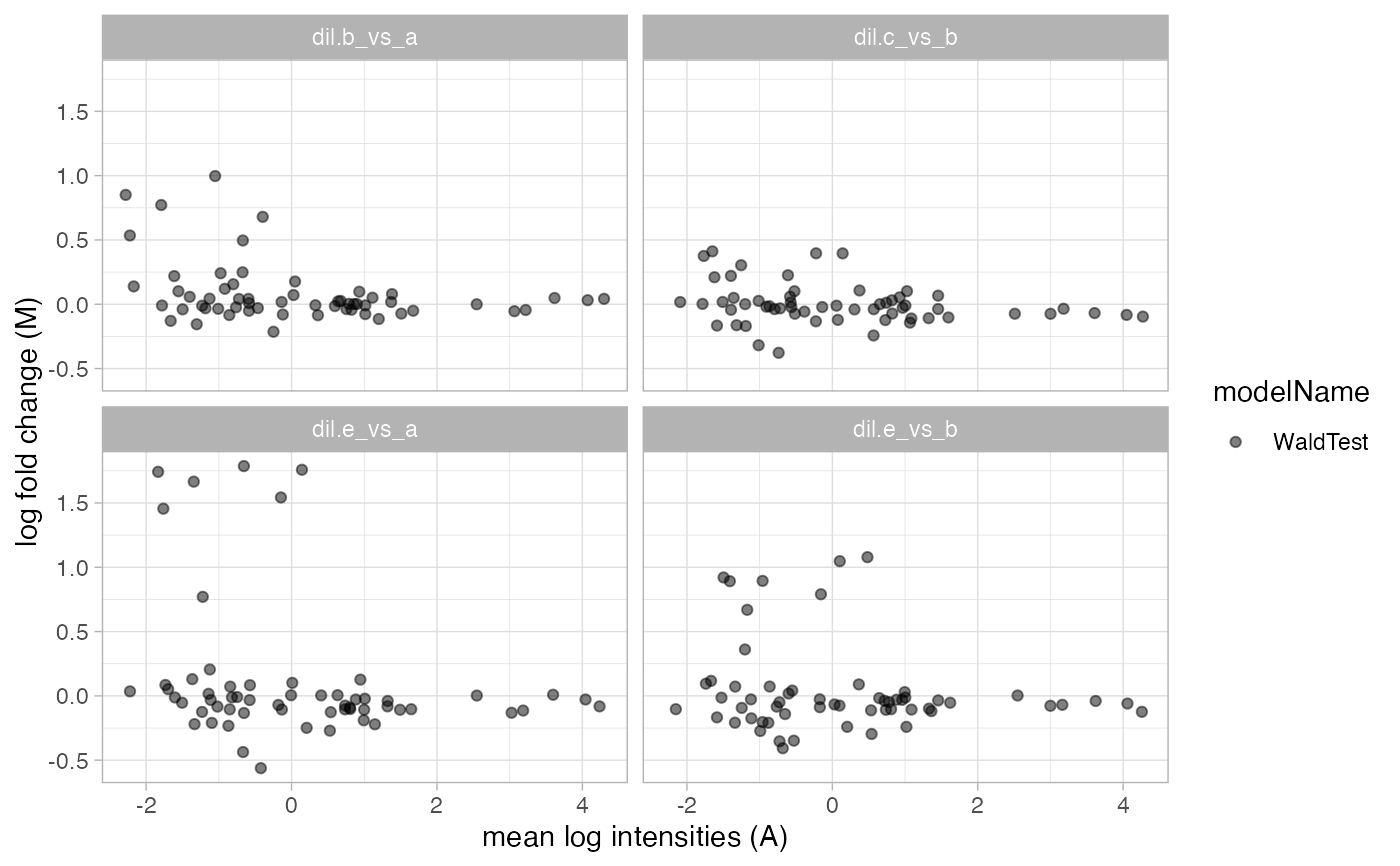 dil.b_vs_a
dil.c_vs_b
1.5
1.0
0.5
0.0
-0.5
dil.e_vs_a
dil.e_vs_b
1.5
1.0
0.5
0.0
-0.5
-2
0
2
4
-2
0
2
4
mean log intensities (A)
log fold change (M)
modelName
WaldTest